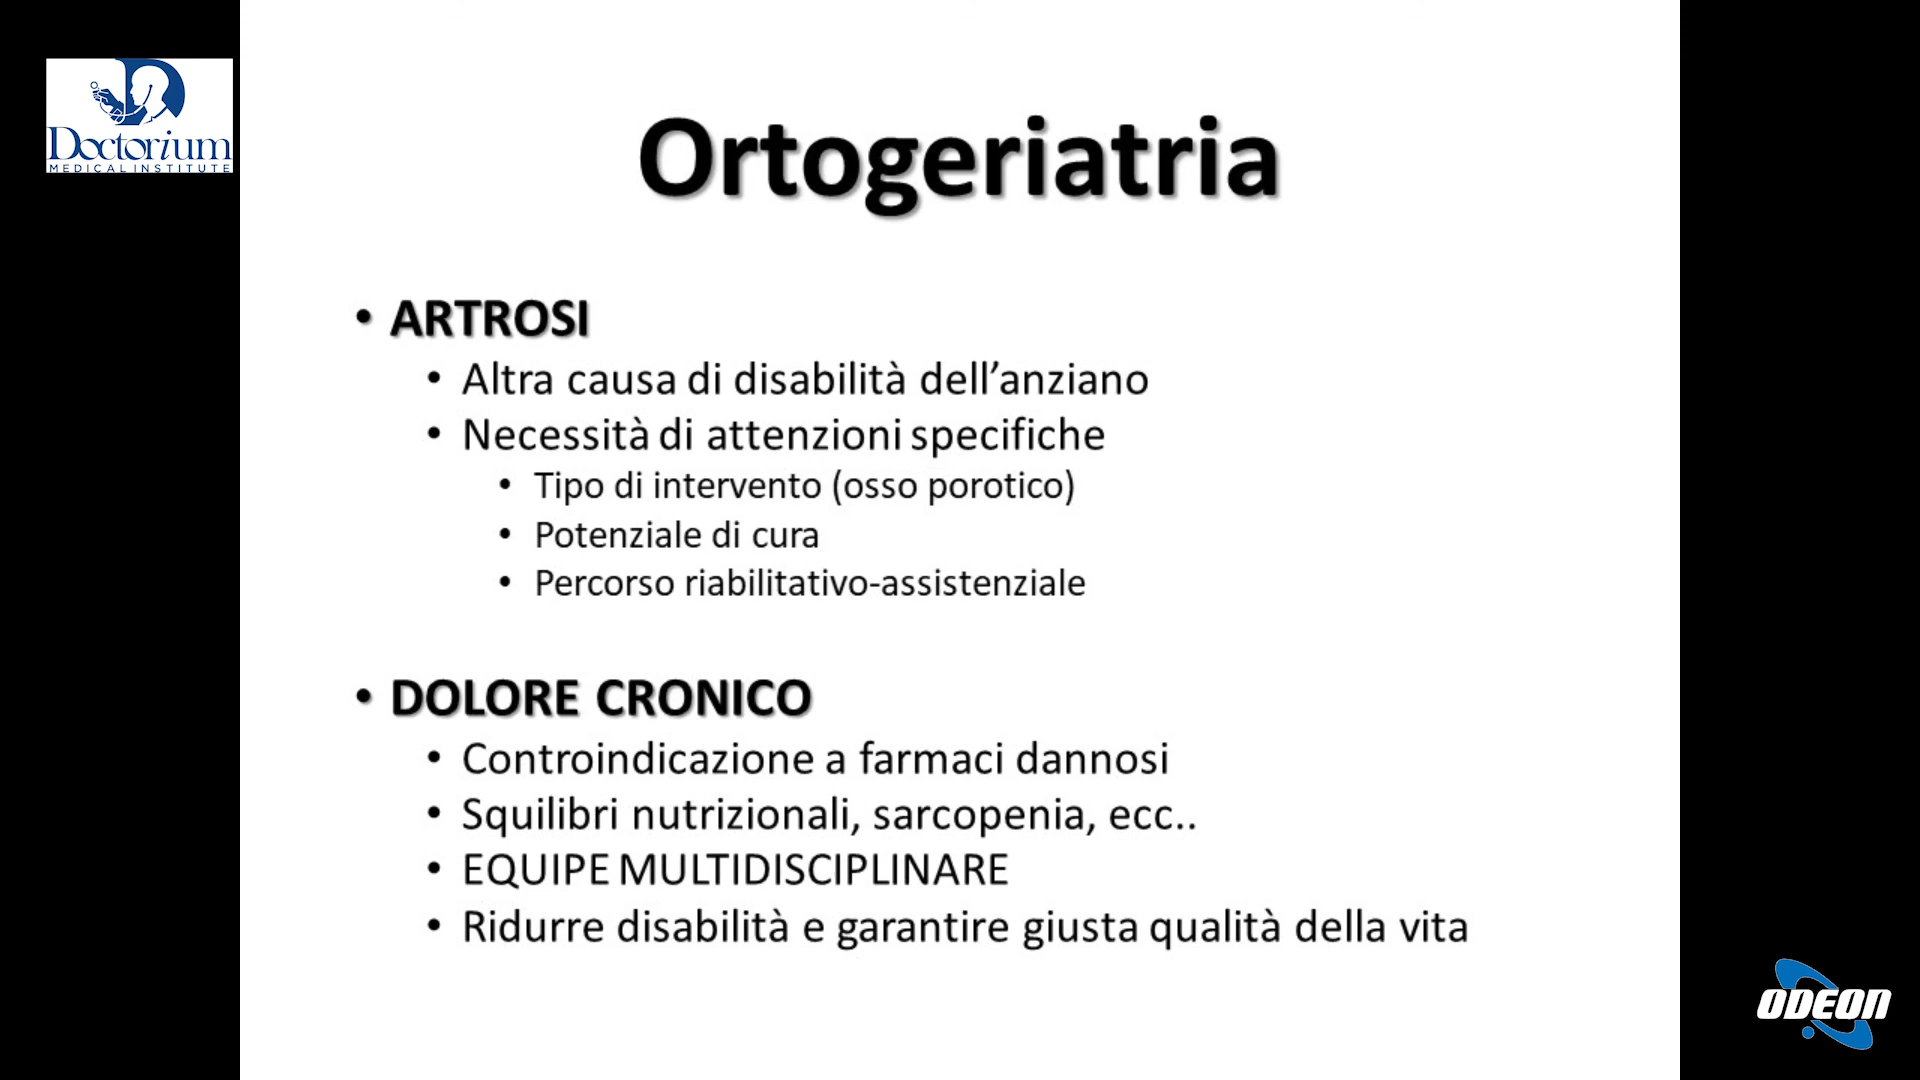 Doctorium
MEDICAL INSTITUTE
Ortogeriatria
• ARTROSI
• Altra causa di disabilità dell’anziano
• Necessità di attenzioni specifiche
• Tipo di intervento (osso porotico)
• Potenziale di cura
• Percorso riabilitativo-assistenziale
• DOLORE CRONICO
• Controindicazione a farmaci dannosi
• Squilibri nutrizionali, sarcopenia, ecc..
• EQUIPE MULTIDISCIPLINARE
• Ridurre disabilità e garantire giusta qualità della vita
ODEON